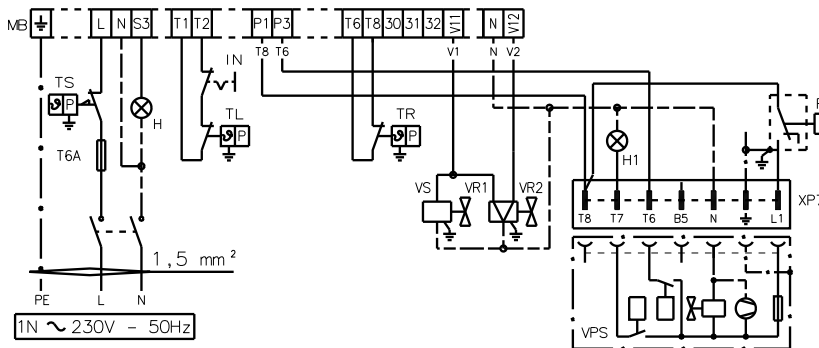 MB L N S3 T1 T2 P1 P3 T6 T8 30 31 32 V11 N V12
T8 T6 V1 N V2
TS IN
P
H TL TR
P P
T6A H1
VS VR1 VR2
XP7
T8 T7 T6 B5 N L1
1,5 mm²
PE L N
VPS
1N ~ 230V - 50Hz